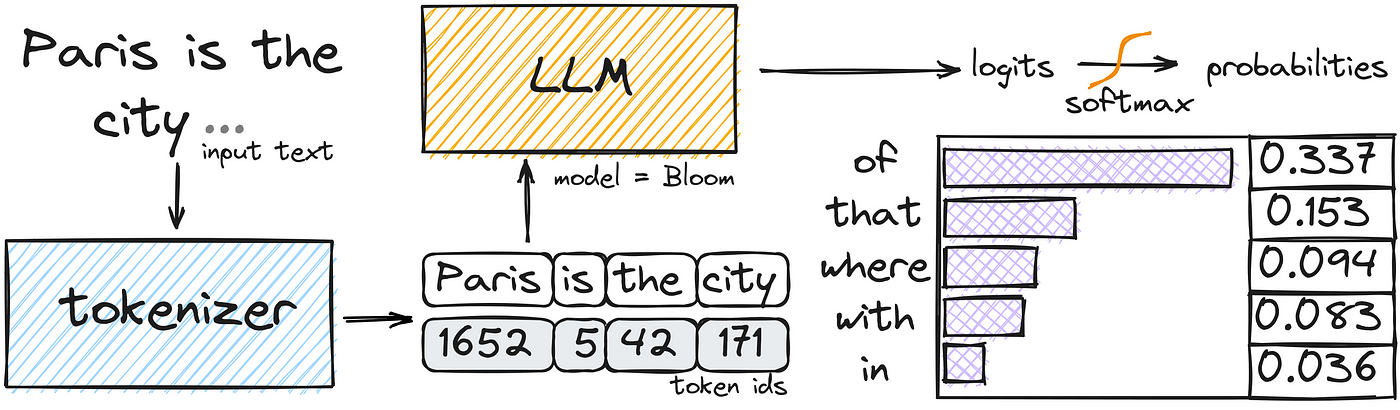 Paris is the
city ...
input text
tokenizer
Paris is the city
1652 5 42 171
token ids
LLM
model = Bloom
logits
softmax
probabilities
of 0.337
that 0.153
where 0.094
with 0.083
in 0.036